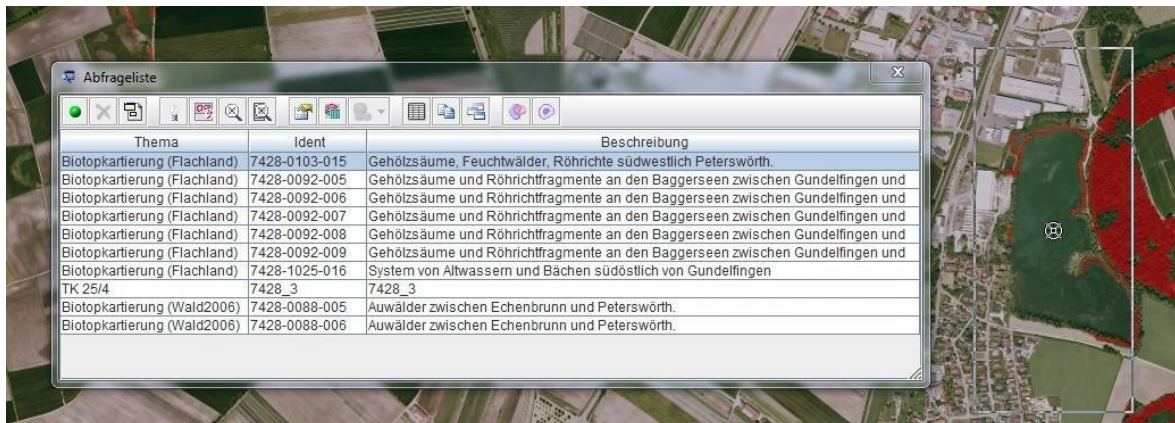 Abfrageliste
Thema Ident Beschreibung
Biotopkartierung (Flachland) 7428-0103-015 Gehölzsäume, Feuchtwälder, Röhrichte südwestlich Peterswörth.
Biotopkartierung (Flachland) 7428-0092-005 Gehölzsäume und Röhrichtfragmente an den Baggerseen zwischen Gundelfingen und
Biotopkartierung (Flachland) 7428-0092-006 Gehölzsäume und Röhrichtfragmente an den Baggerseen zwischen Gundelfingen und
Biotopkartierung (Flachland) 7428-0092-007 Gehölzsäume und Röhrichtfragmente an den Baggerseen zwischen Gundelfingen und
Biotopkartierung (Flachland) 7428-0092-008 Gehölzsäume und Röhrichtfragmente an den Baggerseen zwischen Gundelfingen und
Biotopkartierung (Flachland) 7428-0092-009 Gehölzsäume und Röhrichtfragmente an den Baggerseen zwischen Gundelfingen und
Biotopkartierung (Flachland) 7428-1025-016 System von Altwassern und Bächen südöstlich von Gundelfingen
TK 25/4 7428_3 7428_3
Biotopkartierung (Wald2006) 7428-0088-005 Auwälder zwischen Echenbrunn und Peterswörth.
Biotopkartierung (Wald2006) 7428-0088-006 Auwälder zwischen Echenbrunn und Peterswörth.